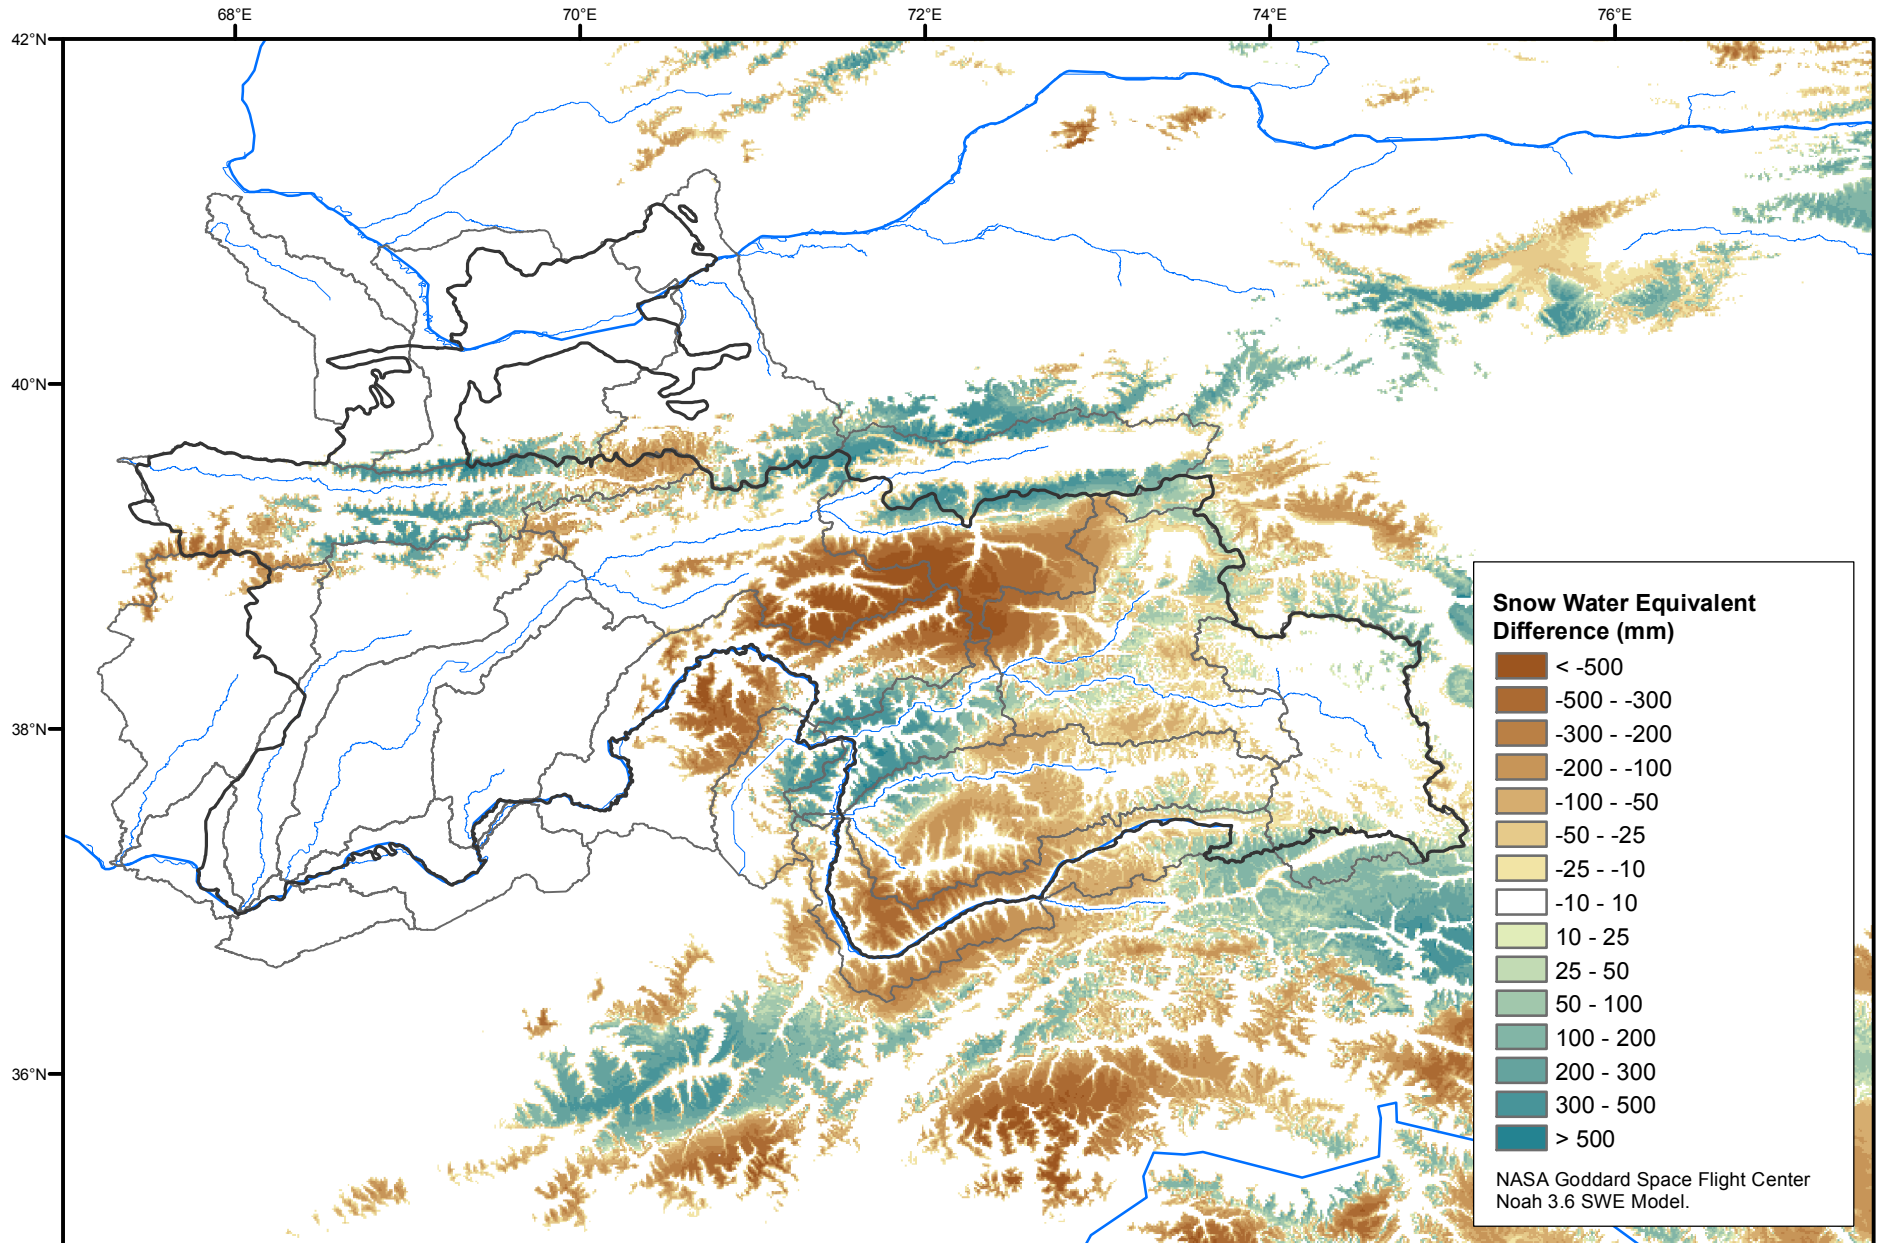 68°E
70°E
72°E
74°E
76°E
42°N
40°N
38°N
36°N
Snow Water Equivalent
Difference (mm)
< -500
-500 - -300
-300 - -200
-200 - -100
-100 - -50
-50 - -25
-25 - -10
-10 - 10
10 - 25
25 - 50
50 - 100
100 - 200
200 - 300
300 - 500
> 500
NASA Goddard Space Flight Center
Noah 3.6 SWE Model.